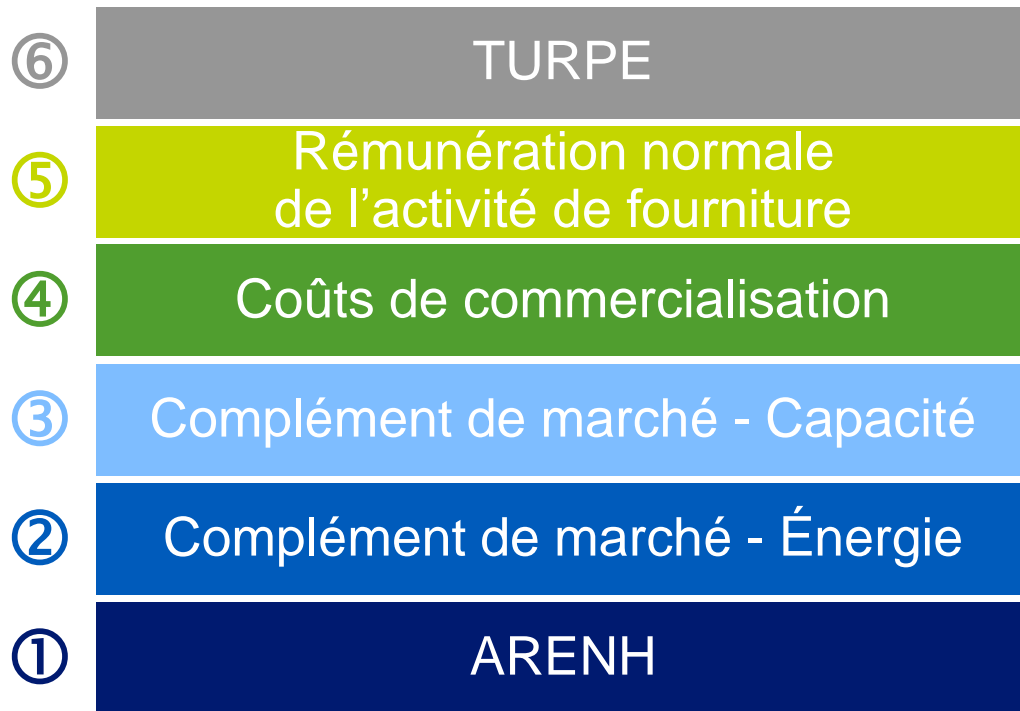 ⑥ TURPE
⑤ Rémunération normale
de l’activité de fourniture
④ Coûts de commercialisation
③ Complément de marché - Capacité
② Complément de marché - Énergie
① ARENH